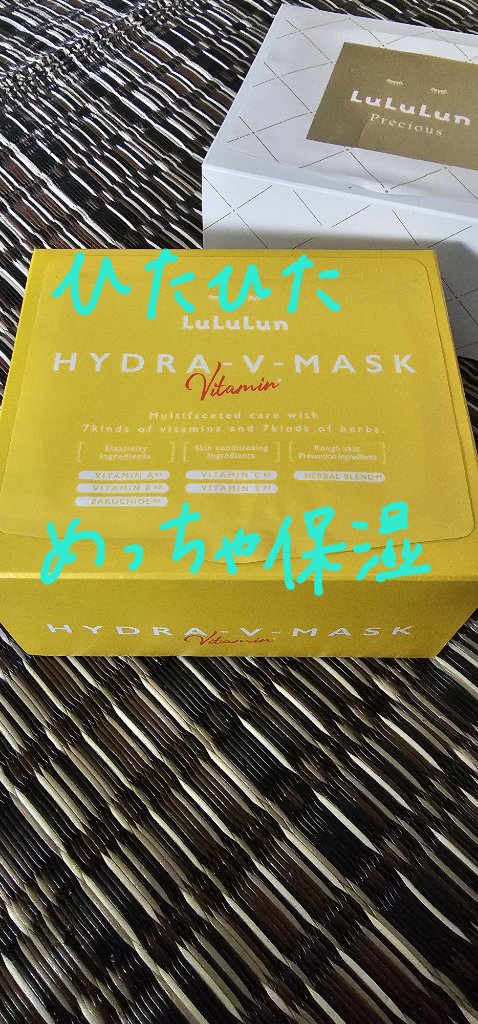 LuLuLun
Precious
ひたひた
LuLuLun
HYDRA-V-MASK
Vitamin
Multifaceted care with
7kinds of vitamins and 7kinds of herbs.
Elasticity
Ingredients
Skin conditioning
Ingredients
Rough skin
Prevention Ingredients
VITAMIN A
VITAMIN C
HERBAL BLEND
VITAMIN B
VITAMIN E
BAKUCHIOL
めっちゃ保湿
HYDRA-V-MASK
Vitamin